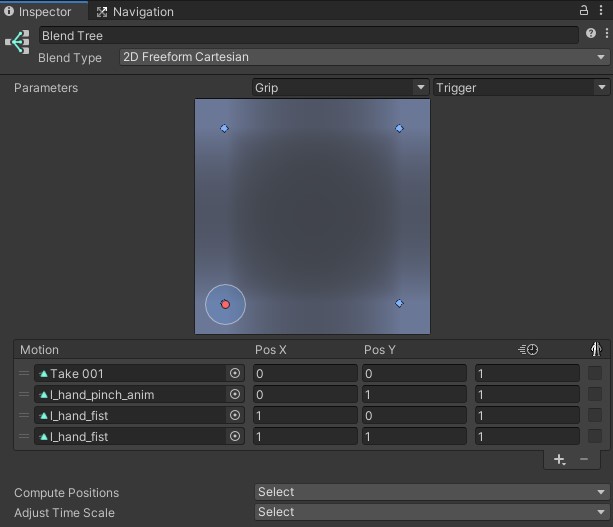 Inspector Navigation
Blend Tree
Blend Type 2D Freeform Cartesian
Parameters Grip Trigger
Motion Pos X Pos Y
Take 001 0 0 1
l_hand_pinch_anim 0 1 1
l_hand_fist 1 0 1
l_hand_fist 1 1 1
Compute Positions Select
Adjust Time Scale Select